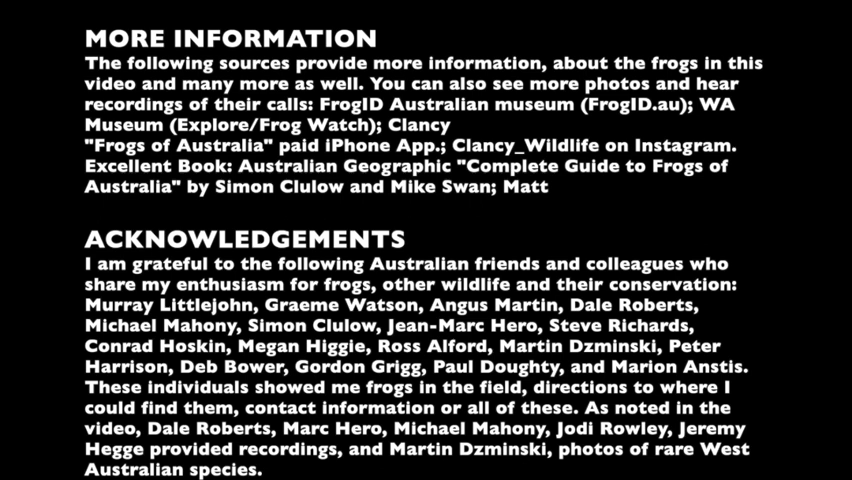 MORE INFORMATION
The following sources provide more information, about the frogs in this
video and many more as well. You can also see more photos and hear
recordings of their calls: FrogID Australian museum (FrogID.au); WA
Museum (Explore/Frog Watch); Clancy
"Frogs of Australia" paid iPhone App.; Clancy_Wildlife on Instagram.
Excellent Book: Australian Geographic "Complete Guide to Frogs of
Australia" by Simon Clulow and Mike Swan; Matt
ACKNOWLEDGEMENTS
I am grateful to the following Australian friends and colleagues who
share my enthusiasm for frogs, other wildlife and their conservation:
Murray Littlejohn, Graeme Watson, Angus Martin, Dale Roberts,
Michael Mahony, Simon Clulow, Jean-Marc Hero, Steve Richards,
Conrad Hoskin, Megan Higgie, Ross Alford, Martin Dzminski, Peter
Harrison, Deb Bower, Gordon Grigg, Paul Doughty, and Marion Anstis.
These individuals showed me frogs in the field, directions to where I
could find them, contact information or all of these. As noted in the
video, Dale Roberts, Marc Hero, Michael Mahony, Jodi Rowley, Jeremy
Hegge provided recordings, and Martin Dzminski, photos of rare West
Australian species.